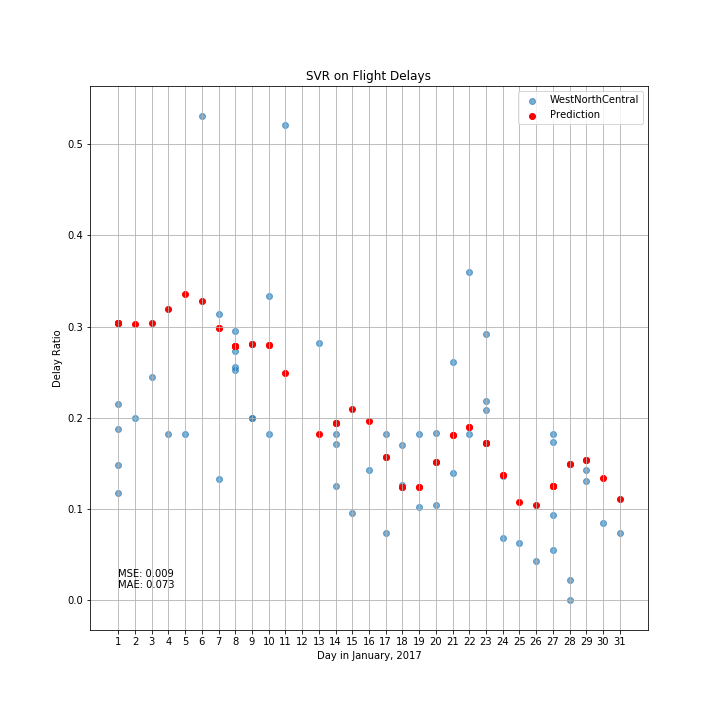 SVR on Flight Delays
WestNorthCentral
Prediction
Delay Ratio
0.5
0.4
0.3
0.2
0.1
0.0
MSE: 0.009
MAE: 0.073
1 2 3 4 5 6 7 8 9 10 11 12 13 14 15 16 17 18 19 20 21 22 23 24 25 26 27 28 29 30 31
Day in January, 2017